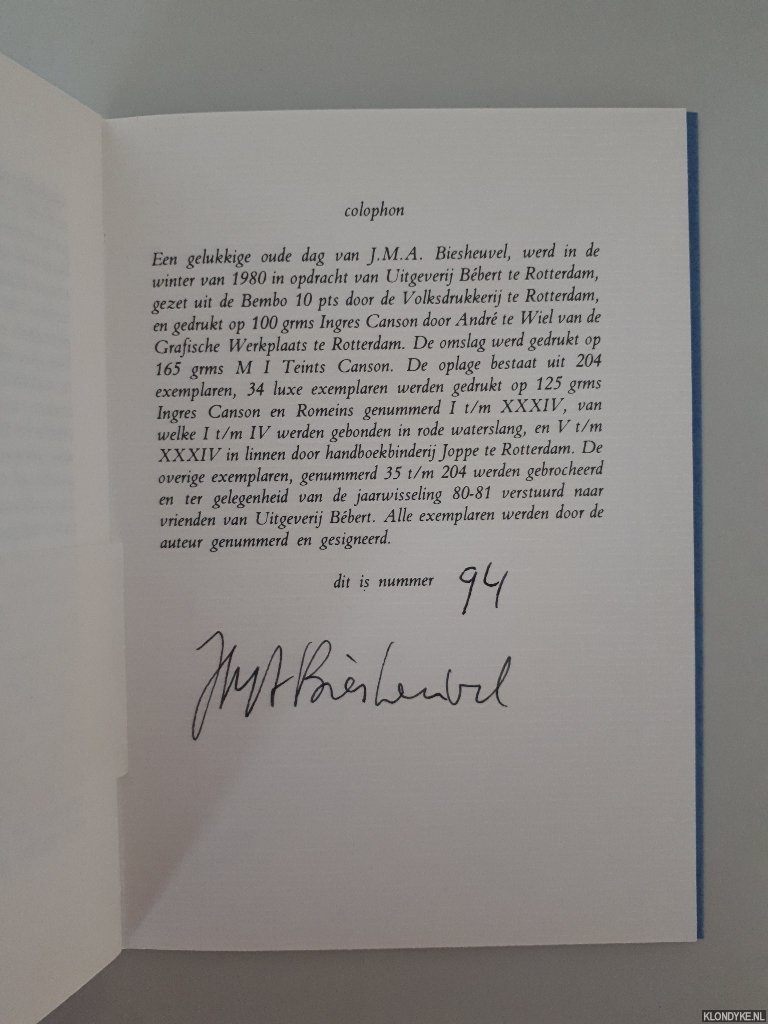 colophon
Een gelukkige oude dag van J.M.A. Biesheuvel, werd in de
winter van 1980 in opdracht van Uitgeverij Bébert te Rotterdam,
gezet uit de Bembo 10 pts door de Volksdrukkerij te Rotterdam,
en gedrukt op 100 grms Ingres Canson door André te Wiel van de
Grafische Werkplaats te Rotterdam. De omslag werd gedrukt op
165 grms M I Teints Canson. De oplage bestaat uit 204
exemplaren, 34 luxe exemplaren werden gedrukt op 125 grms
Ingres Canson en Romeins genummerd I t/m XXXIV, van
welke I t/m IV werden gebonden in rode waterslang, en V t/m
XXXIV in linnen door handboekbinderij Joppe te Rotterdam. De
overige exemplaren, genummerd 35 t/m 204 werden gebrocheerd
en ter gelegenheid van de jaarwisseling 80-81 verstuurd naar
vrienden van Uitgeverij Bébert. Alle exemplaren werden door de
auteur genummerd en gesigneerd.
dit is nummer 94
JMA Biesheuvel
KLONDYKE.NL